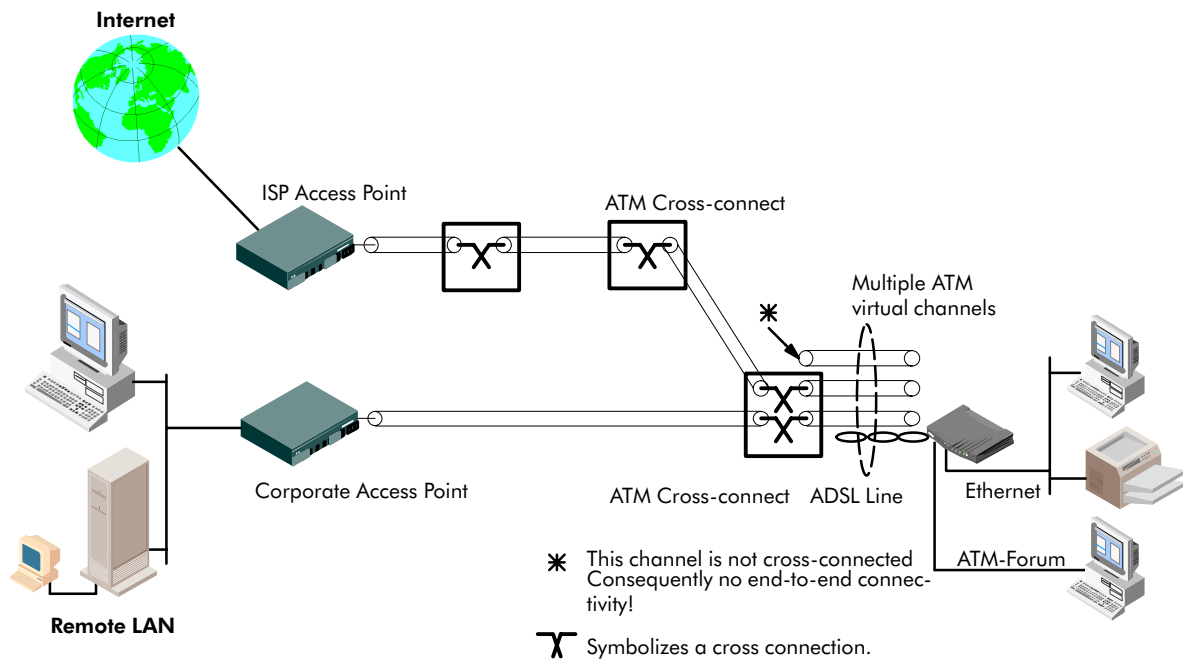 Internet
ISP Access Point
ATM Cross-connect
Multiple ATM
virtual channels
Corporate Access Point
ATM Cross-connect
ADSL Line
Ethernet
ATM-Forum
Remote LAN
This channel is not cross-connected
Consequently no end-to-end connec-
tivity!
Symbolizes a cross connection.